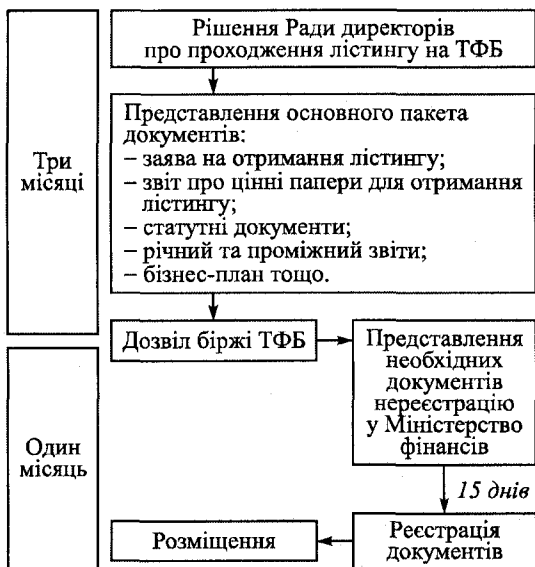 Рішення Ради директорів
про проходження лістингу на ТФБ
Три
місяці
Представлення основного пакета
документів:
– заява на отримання лістингу;
– звіт про цінні папери для отримання
лістингу;
– статутні документи;
– річний та проміжний звіти;
– бізнес-план тощо.
Дозвіл біржі ТФБ
Представлення
необхідних
документів
нереєстрацію
у Міністерство
фінансів
Один
місяць
15 днів
Розміщення
Реєстрація
документів